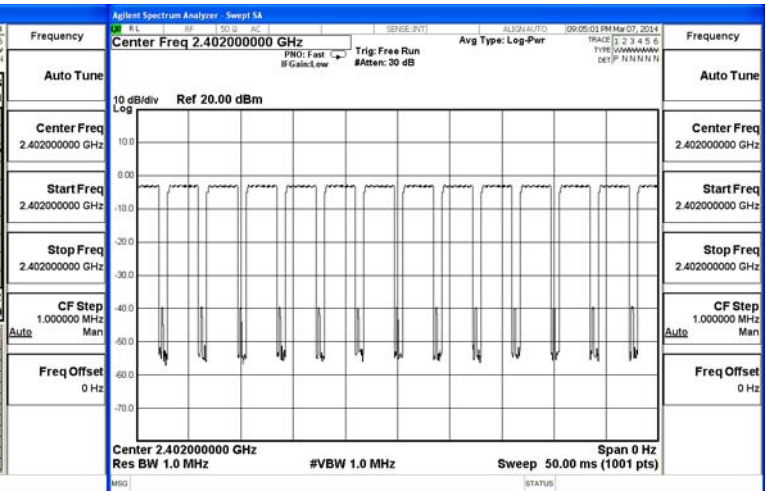 Agilent Spectrum Analyzer - Swept SA
RL RF 50 Ω AC SENSE:INT ALIGN AUTO 09:05:01 PM Mar 07, 2014
Frequency
Center Freq 2.402000000 GHz
Avg Type: Log-Pwr
TRACE 1 2 3 4 5 6
TYPE WWWWWW
DET P N N N N N
Frequency
PNO: Fast
IFGain:Low
Trig: Free Run
#Atten: 30 dB
Auto Tune
Auto Tune
10 dB/div Ref 20.00 dBm
Log
10.0
0.00
-10.0
-20.0
-30.0
-40.0
-50.0
-60.0
-70.0
Center Freq
2.402000000 GHz
Start Freq
2.402000000 GHz
Stop Freq
2.402000000 GHz
CF Step
1.000000 MHz
Auto Man
Freq Offset
0 Hz
Center Freq
2.402000000 GHz
Start Freq
2.402000000 GHz
Stop Freq
2.402000000 GHz
CF Step
1.000000 MHz
Auto Man
Freq Offset
0 Hz
Center 2.402000000 GHz Span 0 Hz
Res BW 1.0 MHz #VBW 1.0 MHz Sweep 50.00 ms (1001 pts)
MSG STATUS